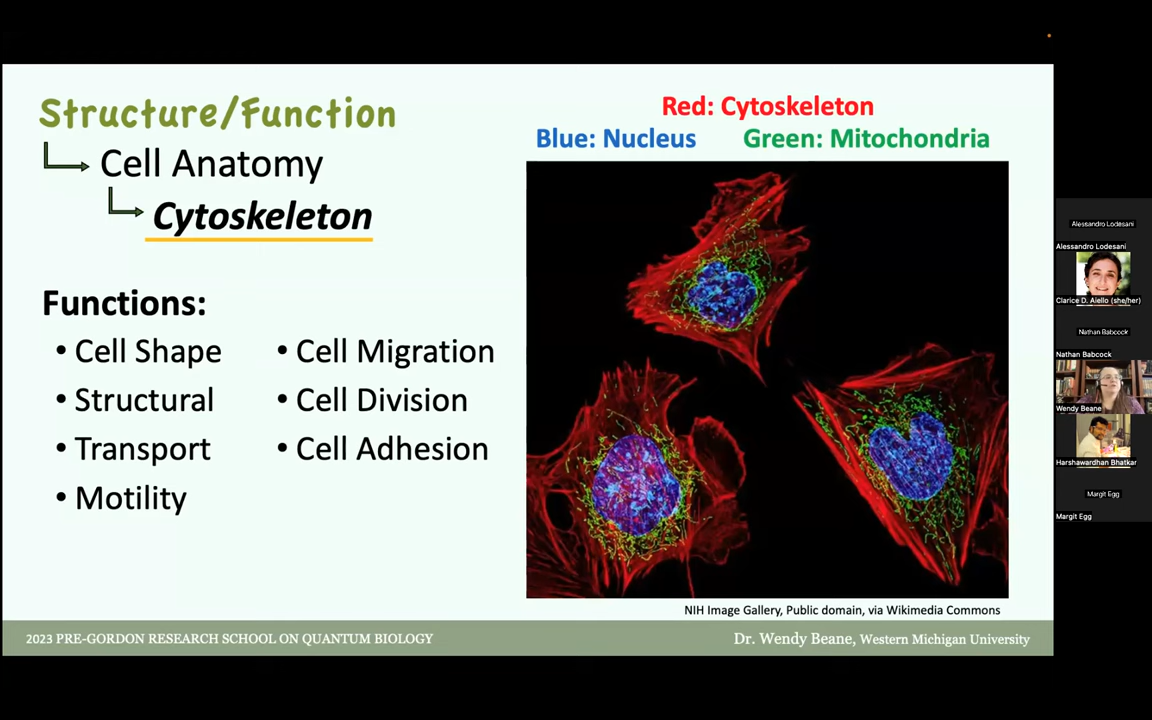 Structure/Function
Cell Anatomy
Cytoskeleton
Functions:
• Cell Shape
• Structural
• Transport
• Motility
• Cell Migration
• Cell Division
• Cell Adhesion
Red: Cytoskeleton
Blue: Nucleus Green: Mitochondria
NIH Image Gallery, Public domain, via Wikimedia Commons
2023 PRE-GORDON RESEARCH SCHOOL ON QUANTUM BIOLOGY
Dr. Wendy Beane, Western Michigan University
Alessandro Lodesani
Alessandro Lodesani
Clarice D. Aiello (she/her)
Nathan Babcock
Nathan Babcock
Wendy Beane
Harshawardhan Bhatkar
Margit Egg
Margit Egg